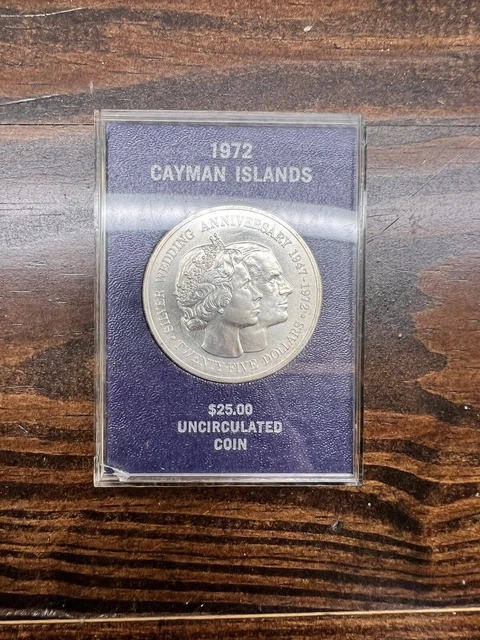 1972
CAYMAN ISLANDS
SILVER WEDDING ANNIVERSARY 1947-1972
TWENTY-FIVE DOLLARS
$25.00
UNCIRCULATED
COIN